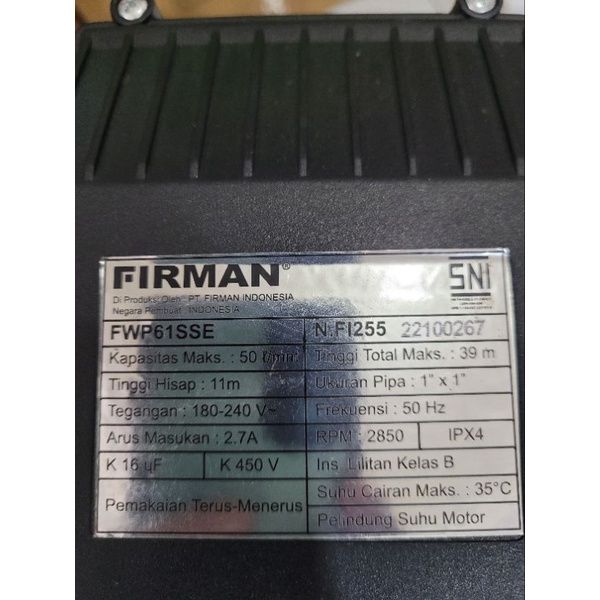 FIRMAN®
SNI
Di Produksi Oleh : PT. FIRMAN INDONESIA
Negara Pembuat : INDONESIA
FWP61SSE
N.FI255 22100267
Kapasitas Maks. : 50 ℓ/min
Tinggi Total Maks. : 39 m
Tinggi Hisap : 11m
Ukuran Pipa : 1" x 1"
Tegangan : 180-240 V~
Frekuensi : 50 Hz
Arus Masukan : 2.7A
RPM : 2850
IPX4
K 16 uF
K 450 V
Ins. Lilitan Kelas B
Pemakaian Terus-Menerus
Suhu Cairan Maks. : 35°C
Pelindung Suhu Motor